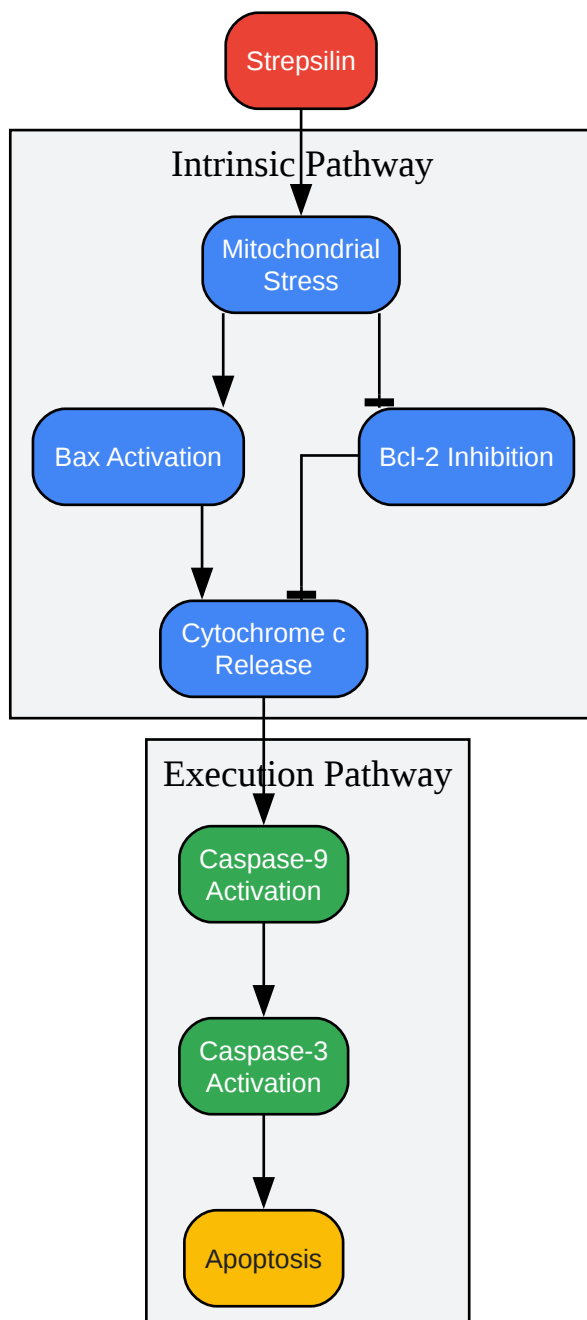 Strepsilin
Intrinsic Pathway
Mitochondrial
Stress
Bax Activation
Bcl-2 Inhibition
Cytochrome c
Release
Execution Pathway
Caspase-9
Activation
Caspase-3
Activation
Apoptosis